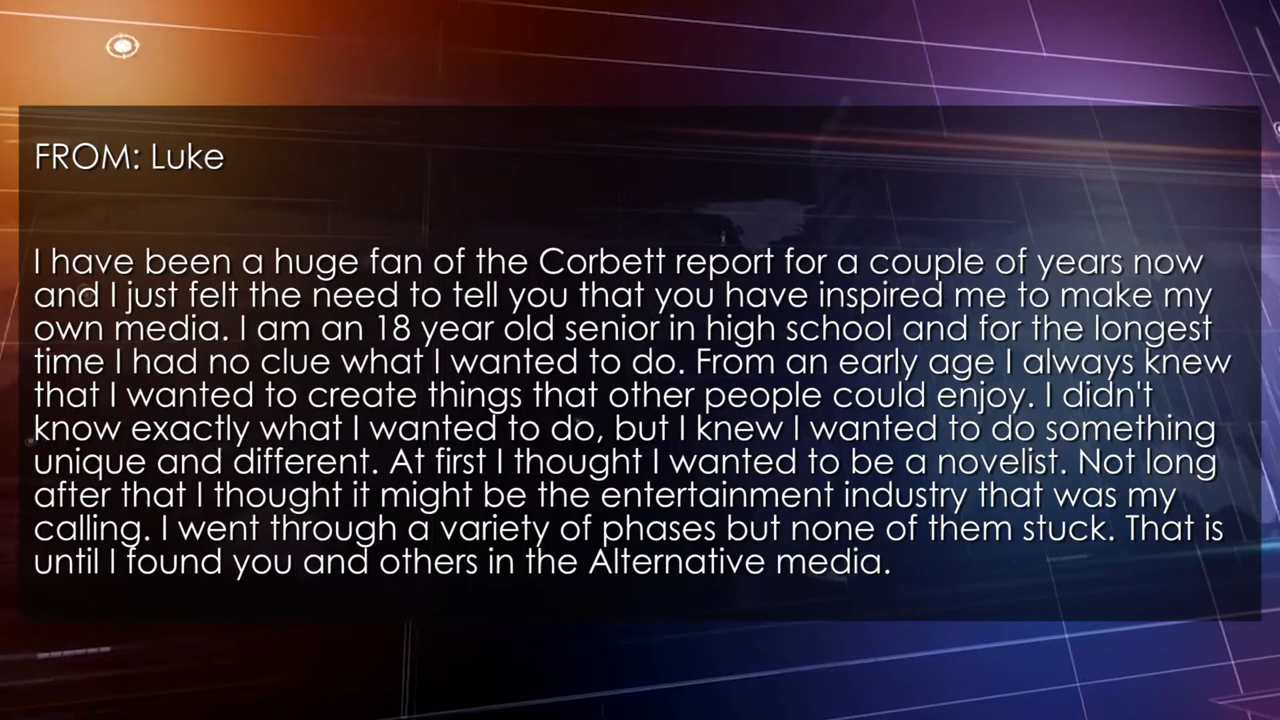 FROM: Luke
I have been a huge fan of the Corbett report for a couple of years now
and I just felt the need to tell you that you have inspired me to make my
own media. I am an 18 year old senior in high school and for the longest
time I had no clue what I wanted to do. From an early age I always knew
that I wanted to create things that other people could enjoy. I didn't
know exactly what I wanted to do, but I knew I wanted to do something
unique and different. At first I thought I wanted to be a novelist. Not long
after that I thought it might be the entertainment industry that was my
calling. I went through a variety of phases but none of them stuck. That is
until I found you and others in the Alternative media.